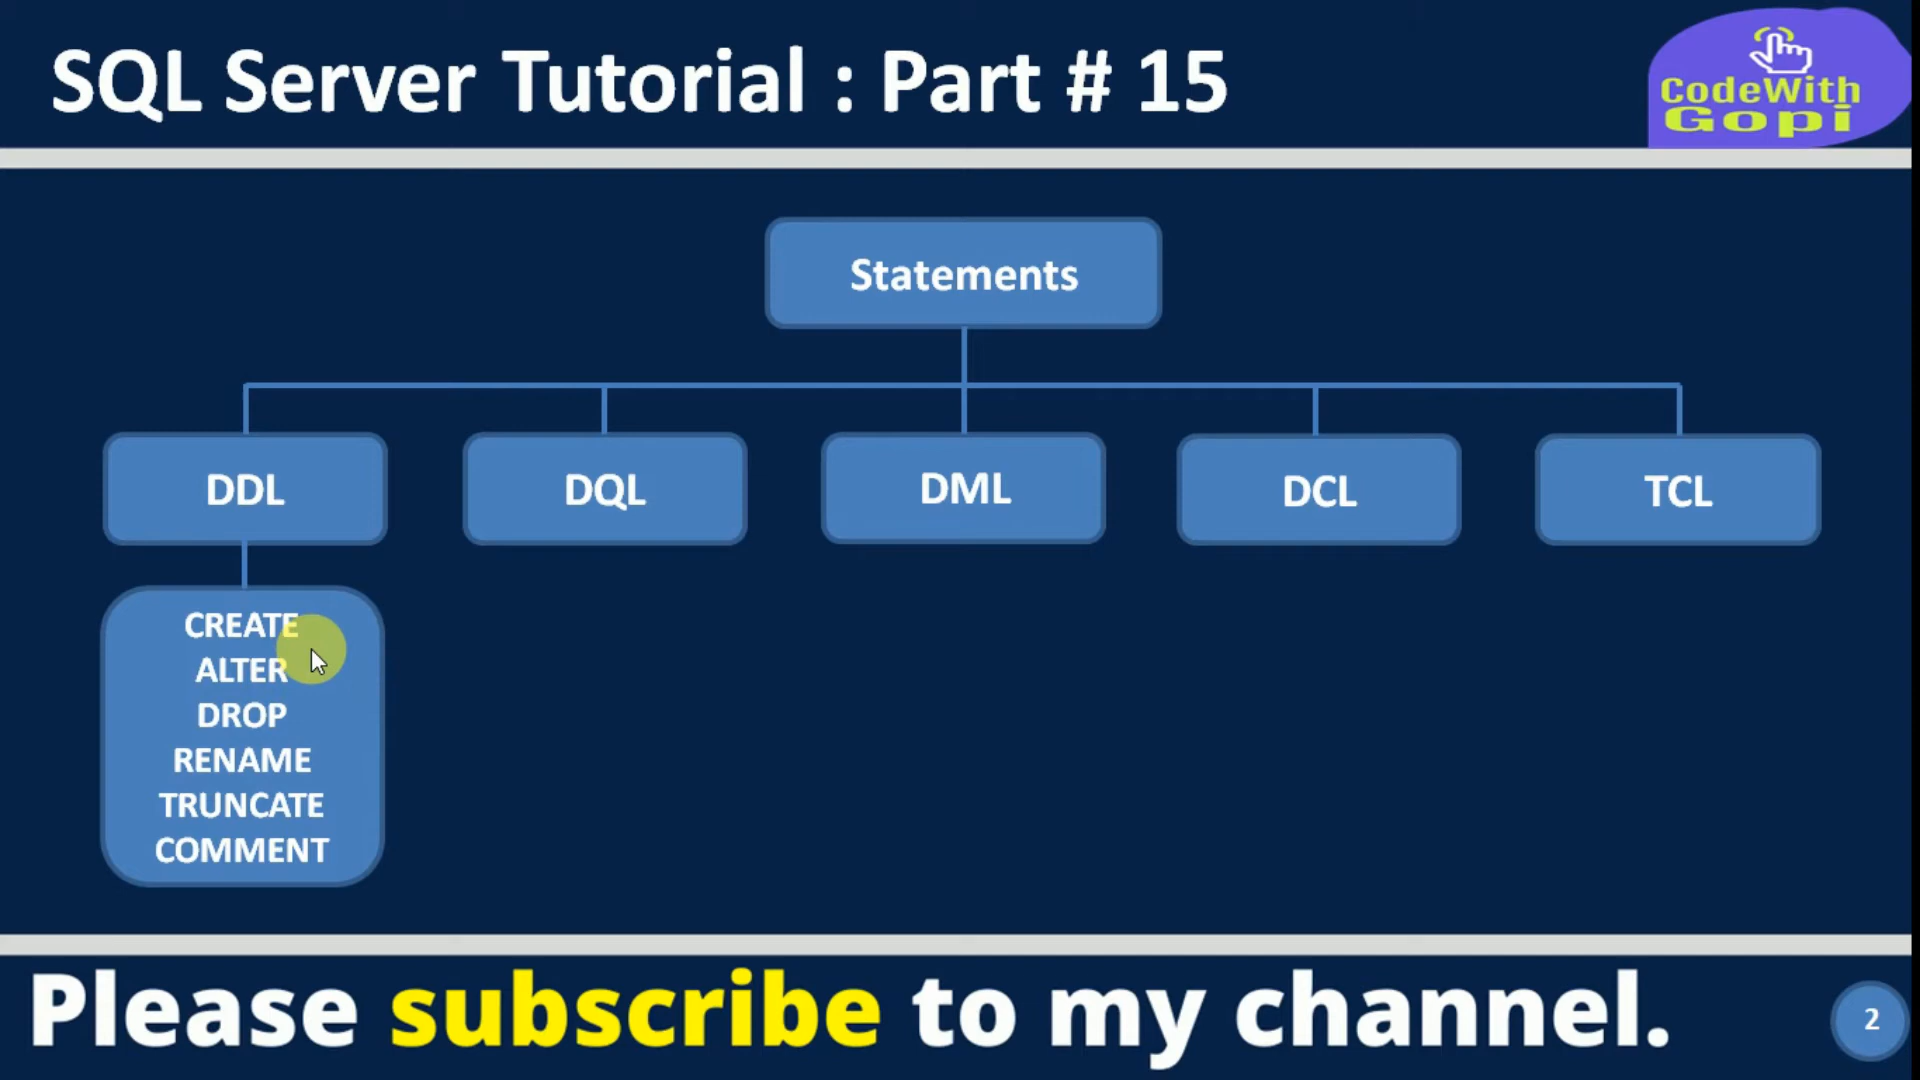 SQL Server Tutorial : Part # 15
CodeWith
Gopi
Statements
DDL
DQL
DML
DCL
TCL
CREATE
ALTER
DROP
RENAME
TRUNCATE
COMMENT
Please subscribe to my channel.
2